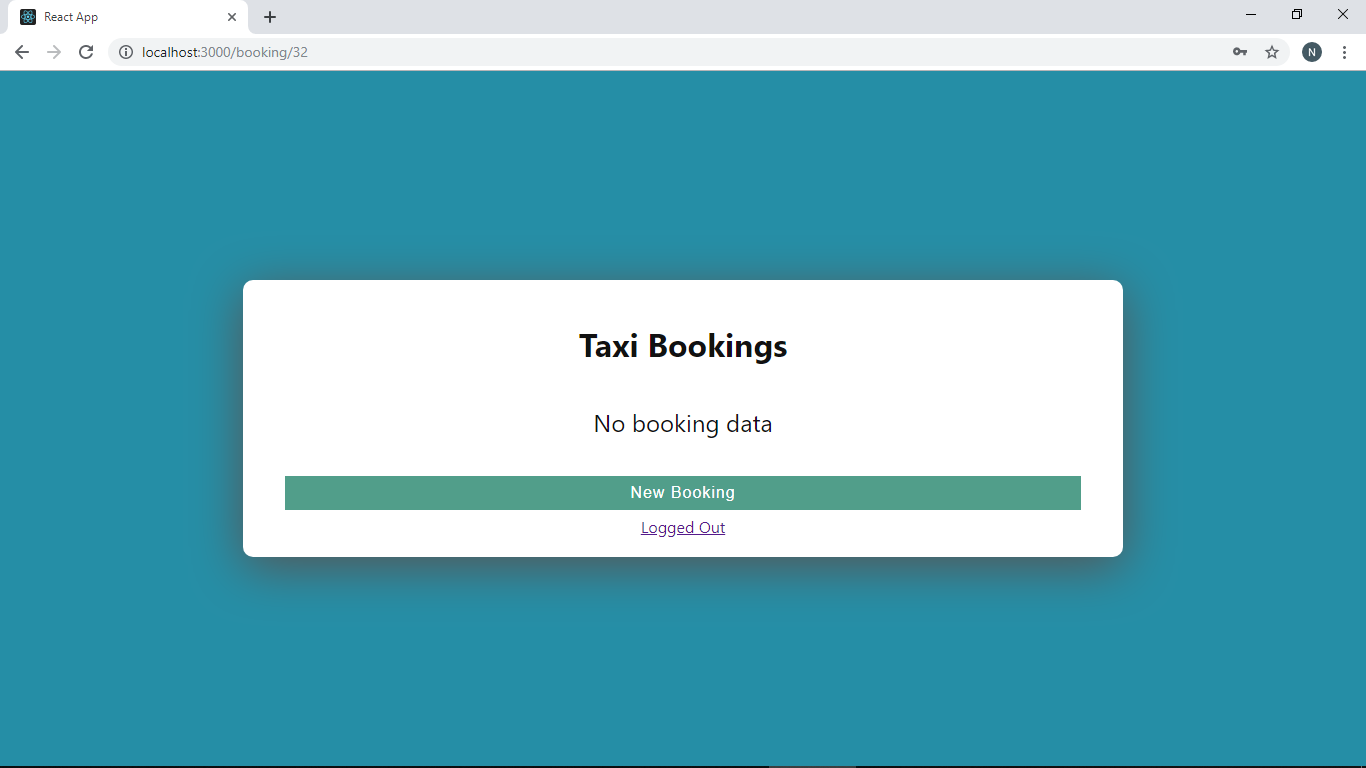 React App
localhost:3000/booking/32
N
Taxi Bookings
No booking data
New Booking
Logged Out